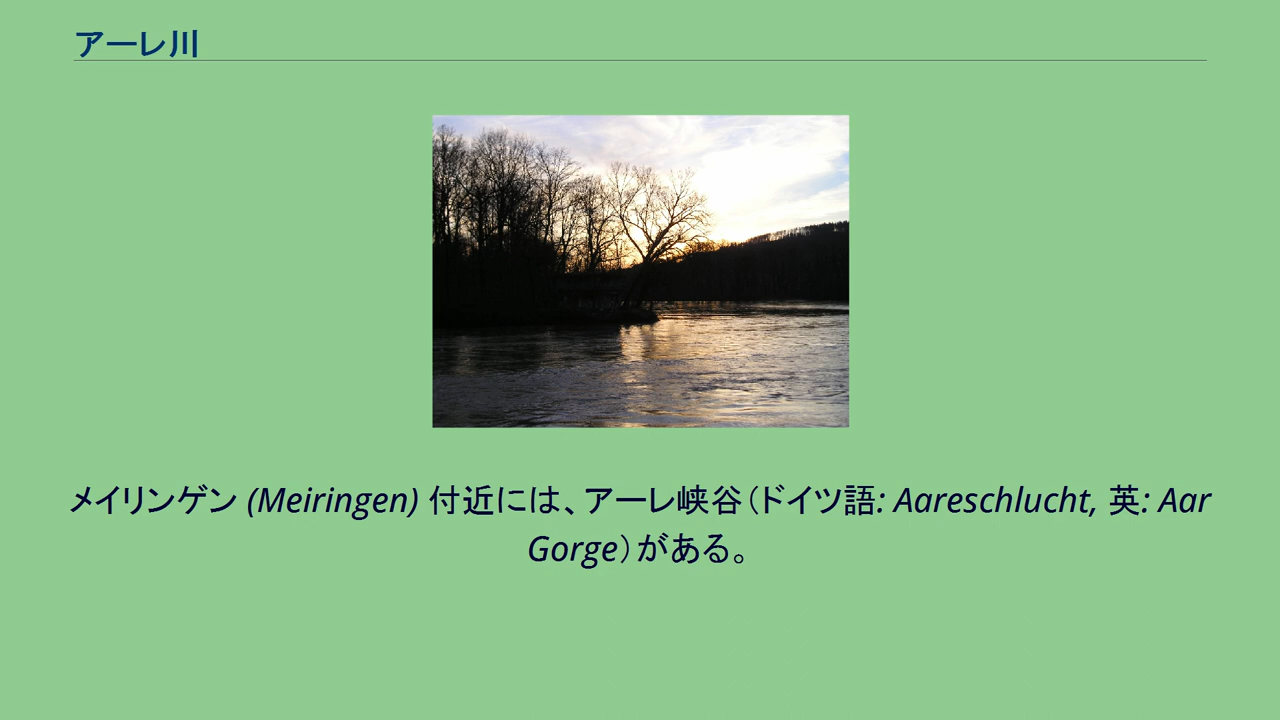 アーレ川
メイリンゲン (Meiringen) 付近には、アーレ峡谷（ドイツ語: Aareschlucht, 英: Aar
Gorge）がある。